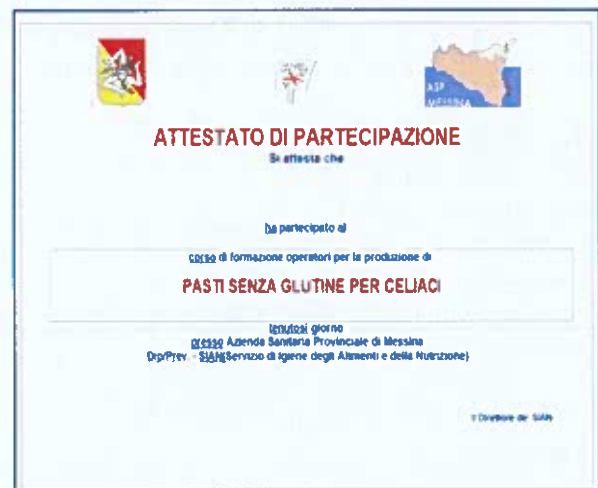 ASP
MESSINA
ATTESTATO DI PARTECIPAZIONE
Si attesta che
ha partecipato al
corso di formazione operatori per la produzione di
PASTI SENZA GLUTINE PER CELIACI
tenutosi giorno
presso Azienda Sanitaria Provinciale di Messina
Dip/Prev. - SIAN(Servizio di Igiene degli Alimenti e della Nutrizione)
Il Direttore del SIAN